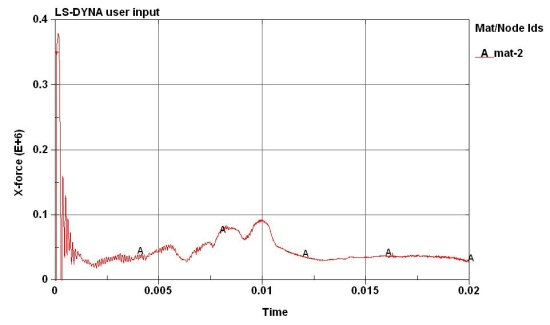 LS-DYNA user input
Mat/Node Ids
A mat-2
X-force (E+6)
0.4
0.3
0.2
0.1
0
A
A
A
A
A
0
0.005
0.01
0.015
0.02
Time